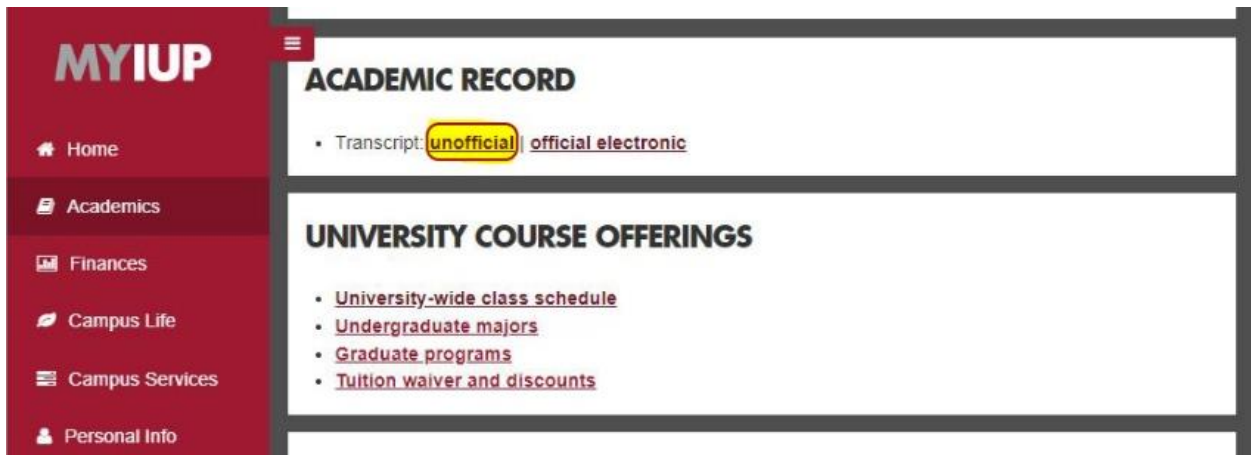 MYIUP
Home
Academics
Finances
Campus Life
Campus Services
Personal Info
ACADEMIC RECORD
• Transcript: unofficial | official electronic
UNIVERSITY COURSE OFFERINGS
• University-wide class schedule
• Undergraduate majors
• Graduate programs
• Tuition waiver and discounts